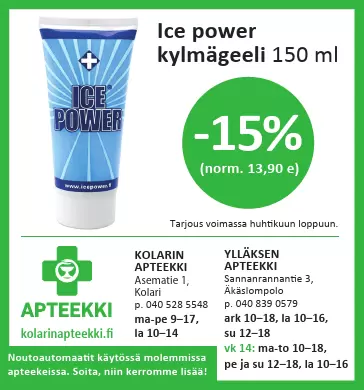 Ice power
kylmägeeli 150 ml
ICE
POWER
www.icepower.fi
-15%
(norm. 13,90 e)
Tarjous voimassa huhtikuun loppuun.
APTEEKKI
kolarinapteekki.fi
KOLARIN
APTEEKKI
Asematie 1,
Kolari
p. 040 528 5548
ma-pe 9–17,
la 10–14
YLLÄKSEN
APTEEKKI
Sannanrannantie 3,
Äkäslompolo
p. 040 839 0579
ark 10–18, la 10–16,
su 12–18
vk 14: ma-to 10–18,
pe ja su 12–18, la 10–16
Noutoautomaatit käytössä molemmissa
apteekeissa. Soita, niin kerromme lisää!